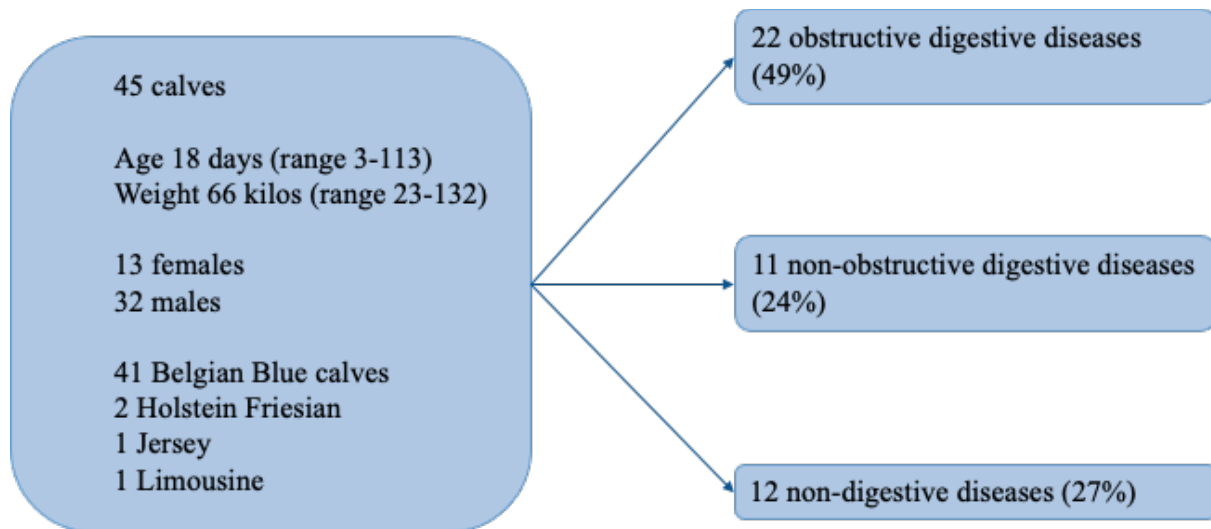 45 calves
Age 18 days (range 3-113)
Weight 66 kilos (range 23-132)
13 females
32 males
41 Belgian Blue calves
2 Holstein Friesian
1 Jersey
1 Limousine
22 obstructive digestive diseases
(49%)
11 non-obstructive digestive diseases
(24%)
12 non-digestive diseases (27%)